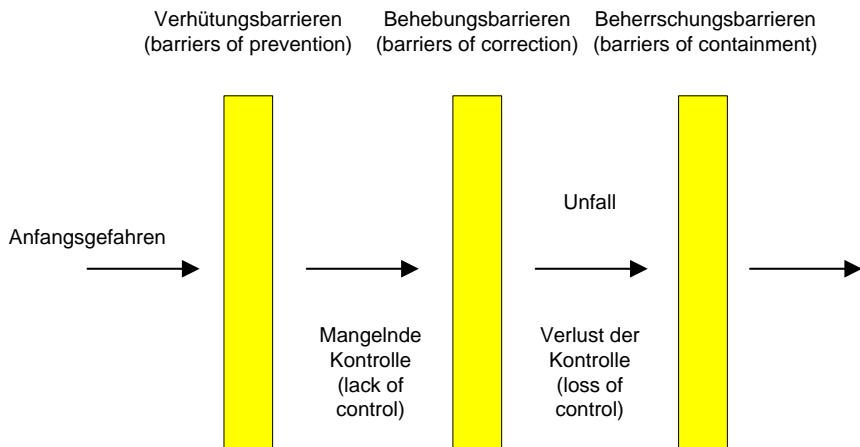 Verhütungsbarrieren
(barriers of prevention)
Behebungsbarrieren
(barriers of correction)
Beherrschungsbarrieren
(barriers of containment)
Unfall
Anfangsgefahren
Mangelnde
Kontrolle
(lack of
control)
Verlust der
Kontrolle
(loss of
control)